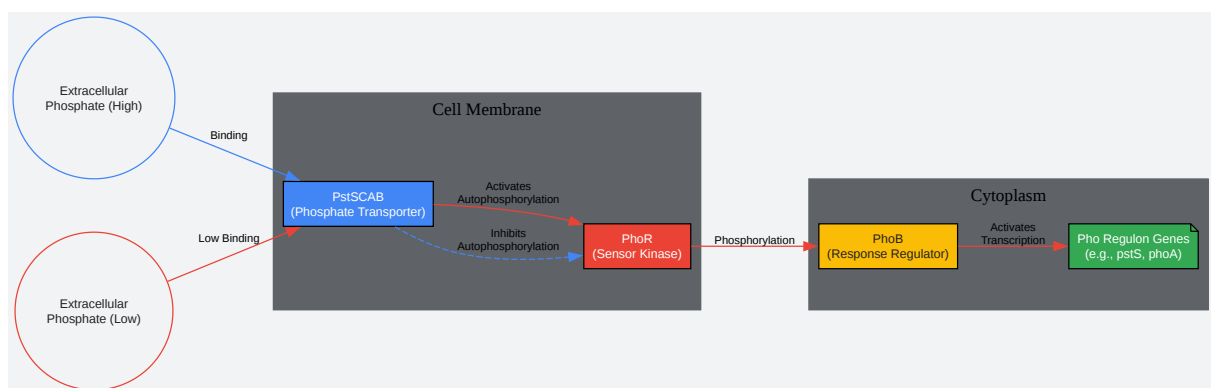 Extracellular
Phosphate (High)
Binding
Low Binding
Extracellular
Phosphate (Low)
Cell Membrane
PstSCAB
(Phosphate Transporter)
Activates
Autophosphorylation
Inhibits
Autophosphorylation
PhoR
(Sensor Kinase)
Phosphorylation
Cytoplasm
PhoB
(Response Regulator)
Activates
Transcription
Pho Regulon Genes
(e.g., pstS, phoA)